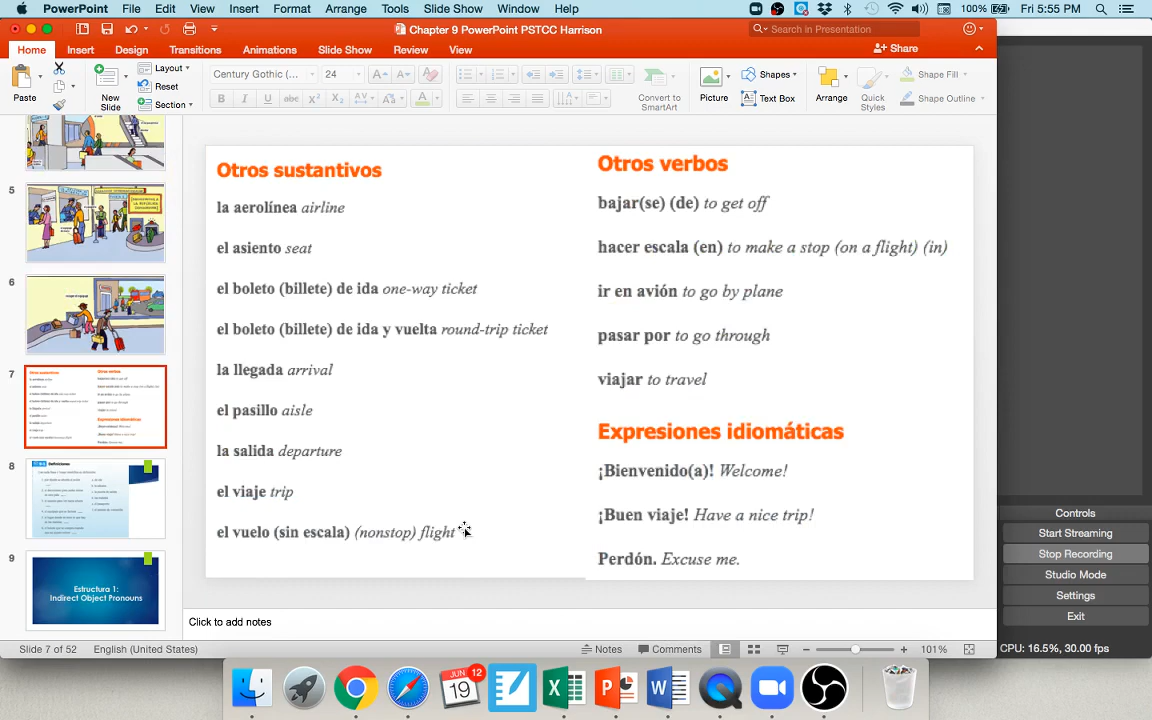 PowerPoint File Edit View Insert Format Arrange Tools Slide Show Window Help 100% Fri 5:55 PM
Chapter 9 PowerPoint PSTCC Harrison
Search in Presentation
Home Insert Design Transitions Animations Slide Show Review View
Share
Paste
New Slide
Layout
Reset
Section
Century Gothic (... 24
Convert to SmartArt
Picture
Shapes
Text Box
Arrange
Quick Styles
Shape Fill
Shape Outline
5
6
7
8
9
Estructura 1:
Indirect Object Pronouns
Otros sustantivos
la aerolínea airline
el asiento seat
el boleto (billete) de ida one-way ticket
el boleto (billete) de ida y vuelta round-trip ticket
la llegada arrival
el pasillo aisle
la salida departure
el viaje trip
el vuelo (sin escala) (nonstop) flight
Otros verbos
bajar(se) (de) to get off
hacer escala (en) to make a stop (on a flight) (in)
ir en avión to go by plane
pasar por to go through
viajar to travel
Expresiones idiomáticas
¡Bienvenido(a)! Welcome!
¡Buen viaje! Have a nice trip!
Perdón. Excuse me.
Click to add notes
Slide 7 of 52 English (United States) Notes Comments 101%
Controls
Start Streaming
Stop Recording
Studio Mode
Settings
Exit
CPU: 16.5%, 30.00 fps
JUN
19
12